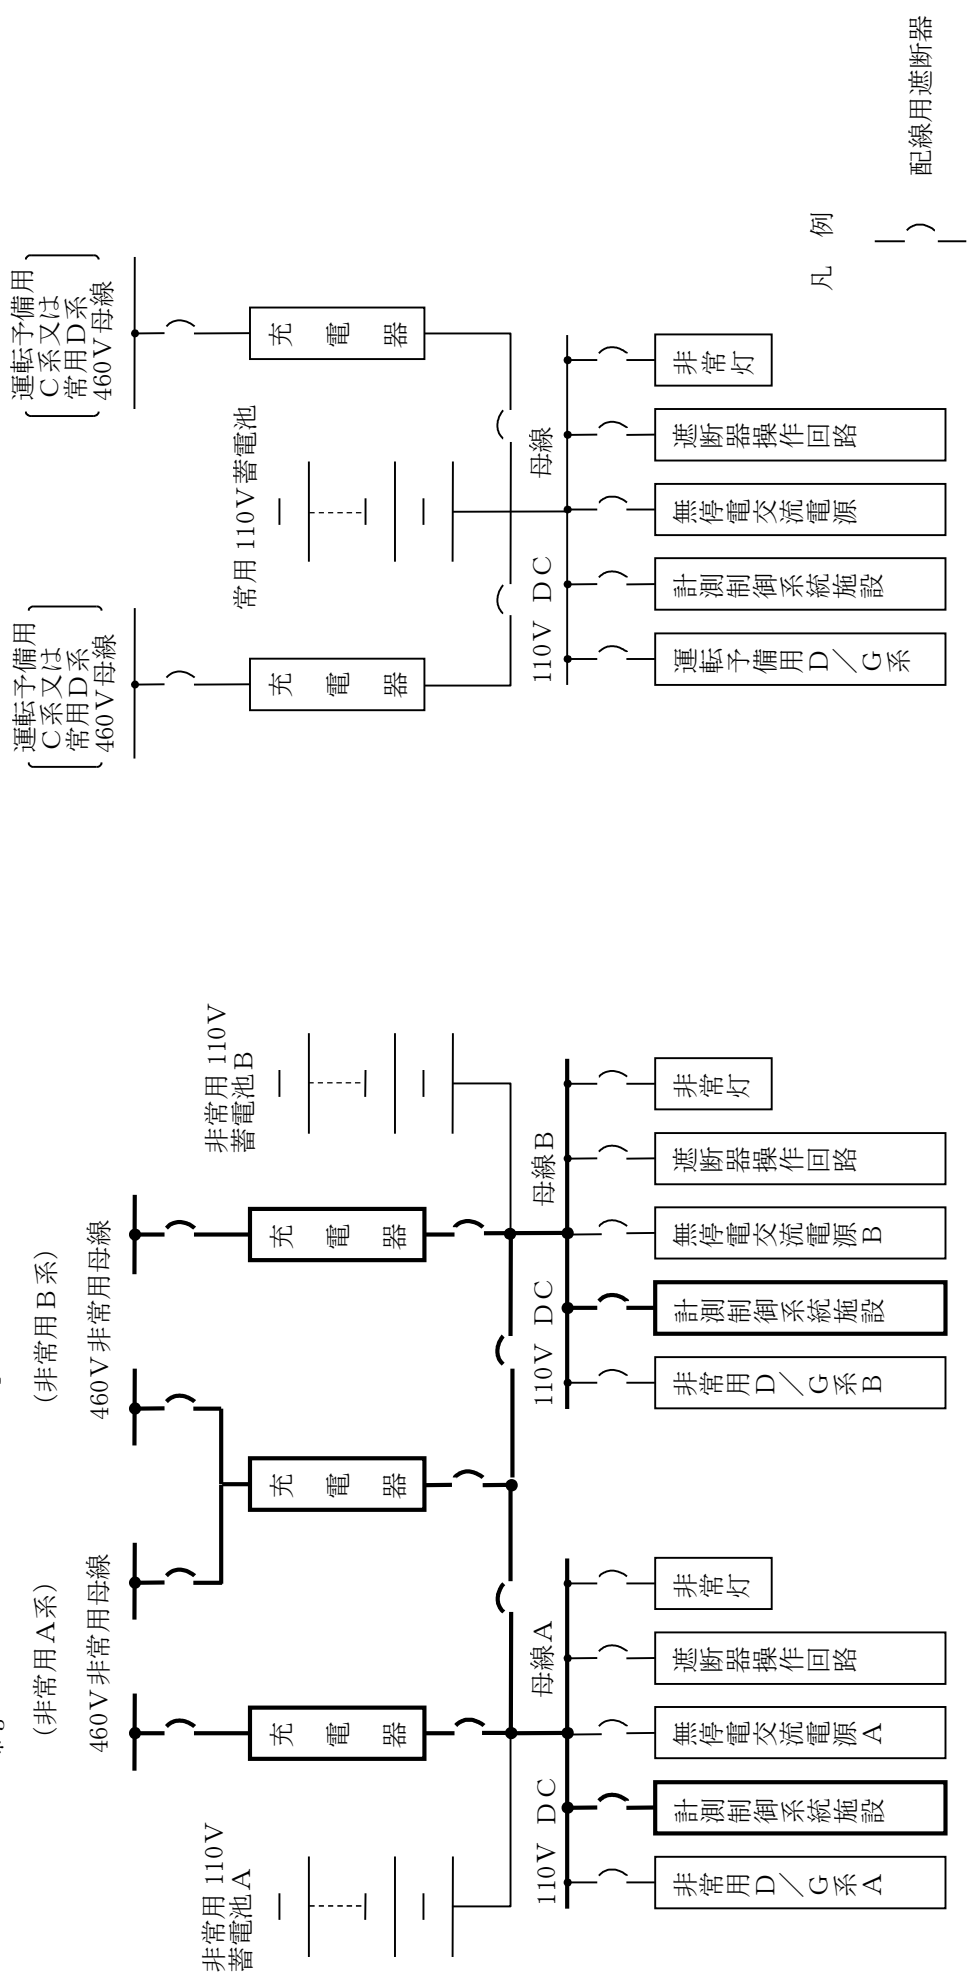 (非常用A系)
460V非常用母線
(非常用B系)
460V非常用母線
運転予備用
C系又は
常用D系
460V母線
運転予備用
C系又は
常用D系
460V母線
非常用 110V
蓄電池A
充電器
充電器
充電器
非常用 110V
蓄電池B
充電器
常用 110V蓄電池
充電器
110V DC 母線A
110V DC 母線B
110V DC 母線
非常用D/G系A
計測制御系統施設
無停電交流電源A
遮断器操作回路
非常灯
非常用D/G系B
計測制御系統施設
無停電交流電源B
遮断器操作回路
非常灯
運転予備用D/G系
計測制御系統施設
無停電交流電源
遮断器操作回路
非常灯
凡 例
配線用遮断器